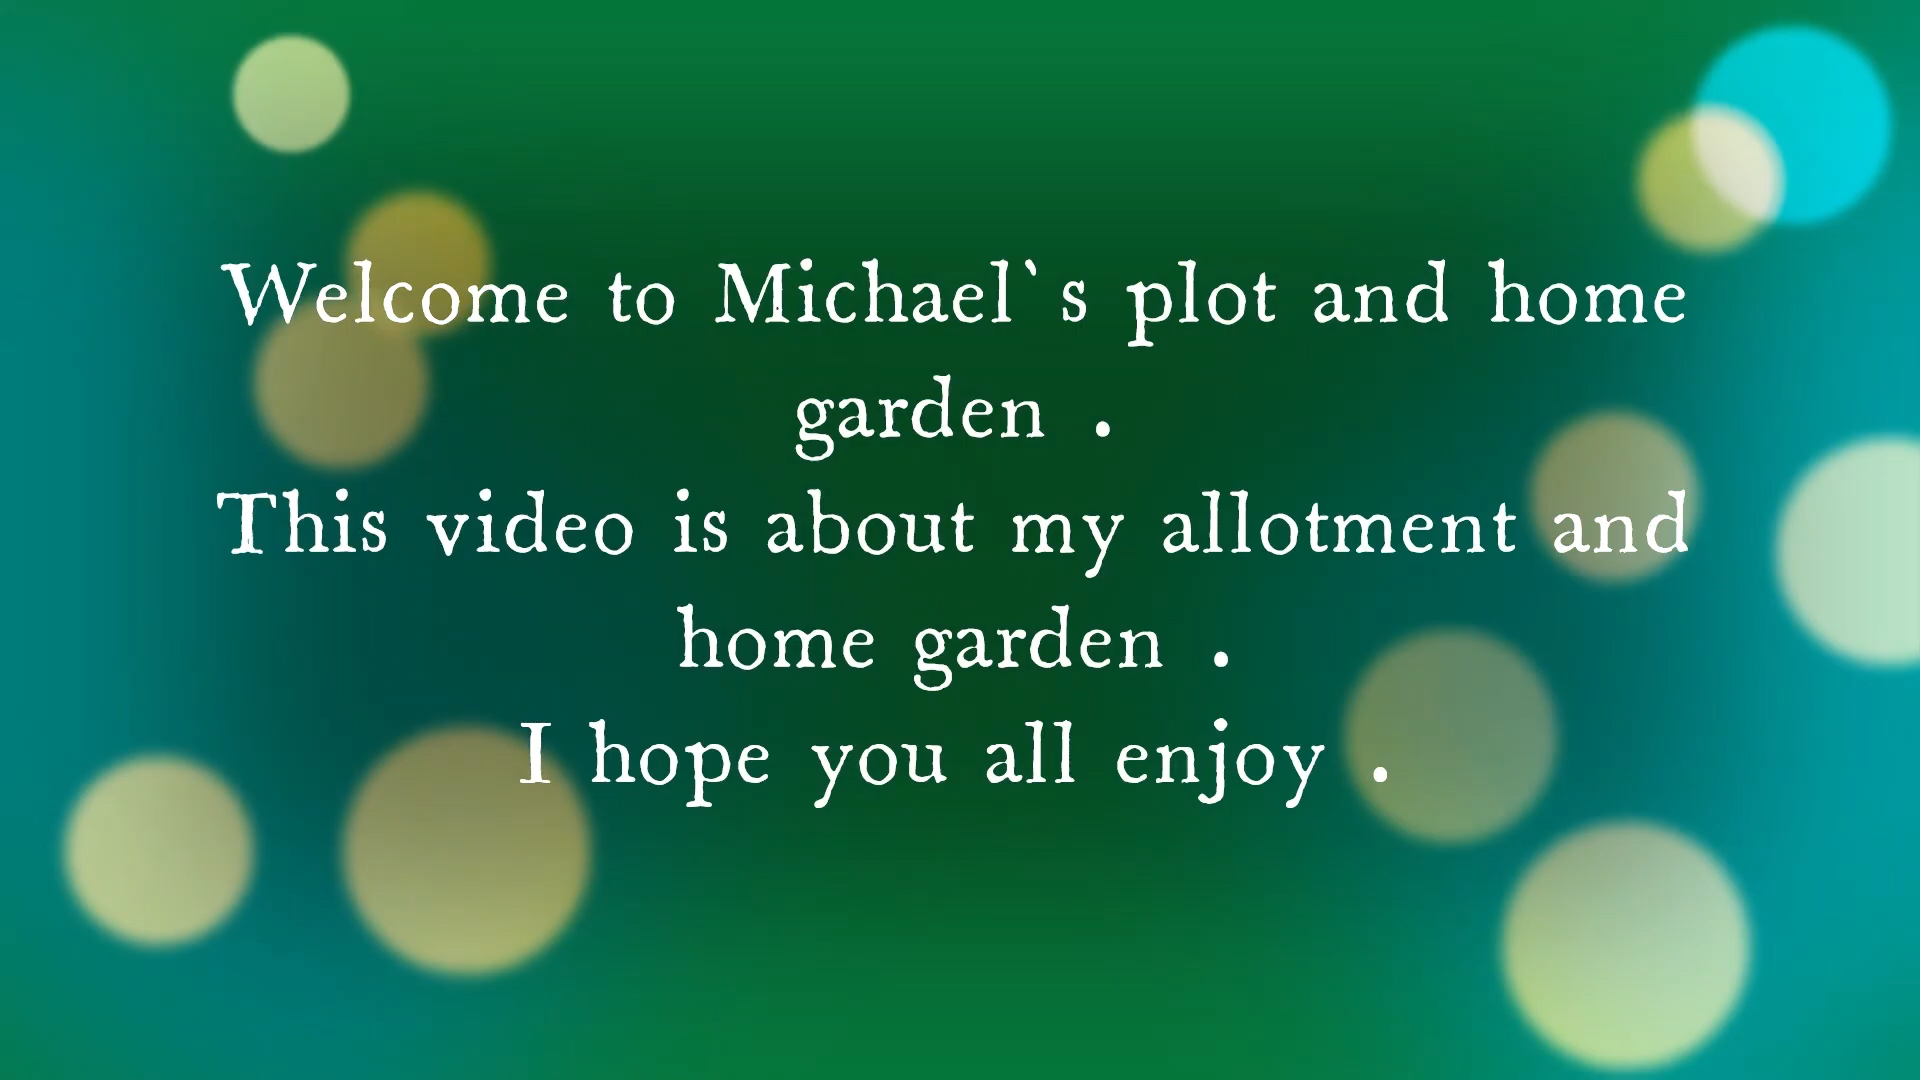 Welcome to Michael`s plot and home
garden .
This video is about my allotment and
home garden .
I hope you all enjoy .